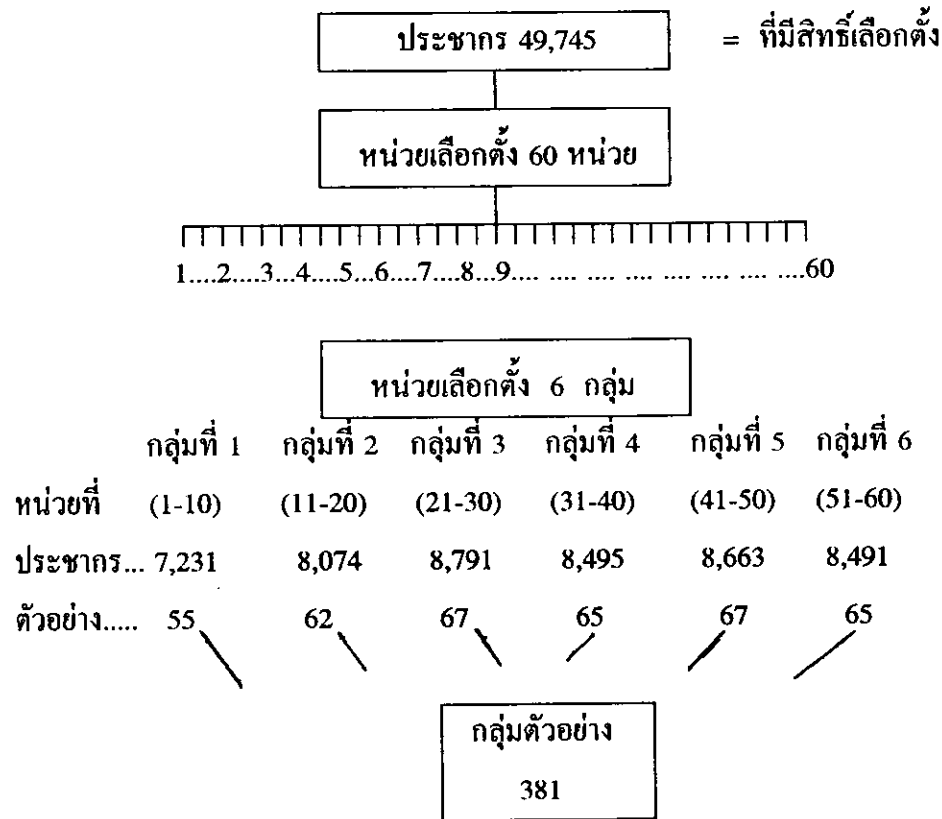 ประชากร 49,745 = ที่มีสิทธิ์เลือกตั้ง
หน่วยเลือกตั้ง 60 หน่วย
1....2....3...4....5...6....7....8...9.... .... .... .... .... .... .... ....60
หน่วยเลือกตั้ง 6 กลุ่ม
กลุ่มที่ 1 กลุ่มที่ 2 กลุ่มที่ 3 กลุ่มที่ 4 กลุ่มที่ 5 กลุ่มที่ 6
หน่วยที่ (1-10) (11-20) (21-30) (31-40) (41-50) (51-60)
ประชากร... 7,231 8,074 8,791 8,495 8,663 8,491
ตัวอย่าง..... 55 62 67 65 67 65
กลุ่มตัวอย่าง
381